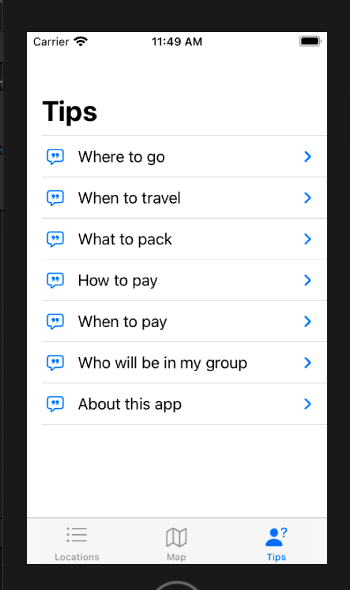 Carrier 11:49 AM
Tips
Where to go
When to travel
What to pack
How to pay
When to pay
Who will be in my group
About this app
Locations Map Tips